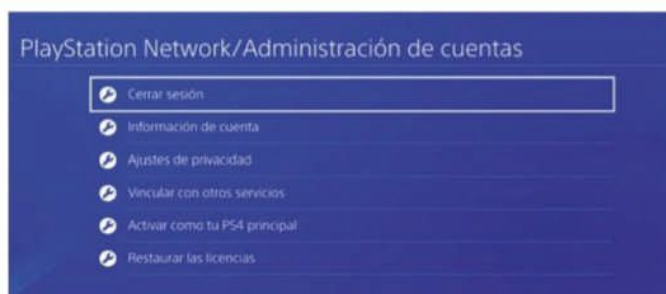 PlayStation Network/Administración de cuentas
Cerrar sesión
Información de cuenta
Ajustes de privacidad
Vincular con otros servicios
Activar como tu PS4 principal
Restaurar las licencias